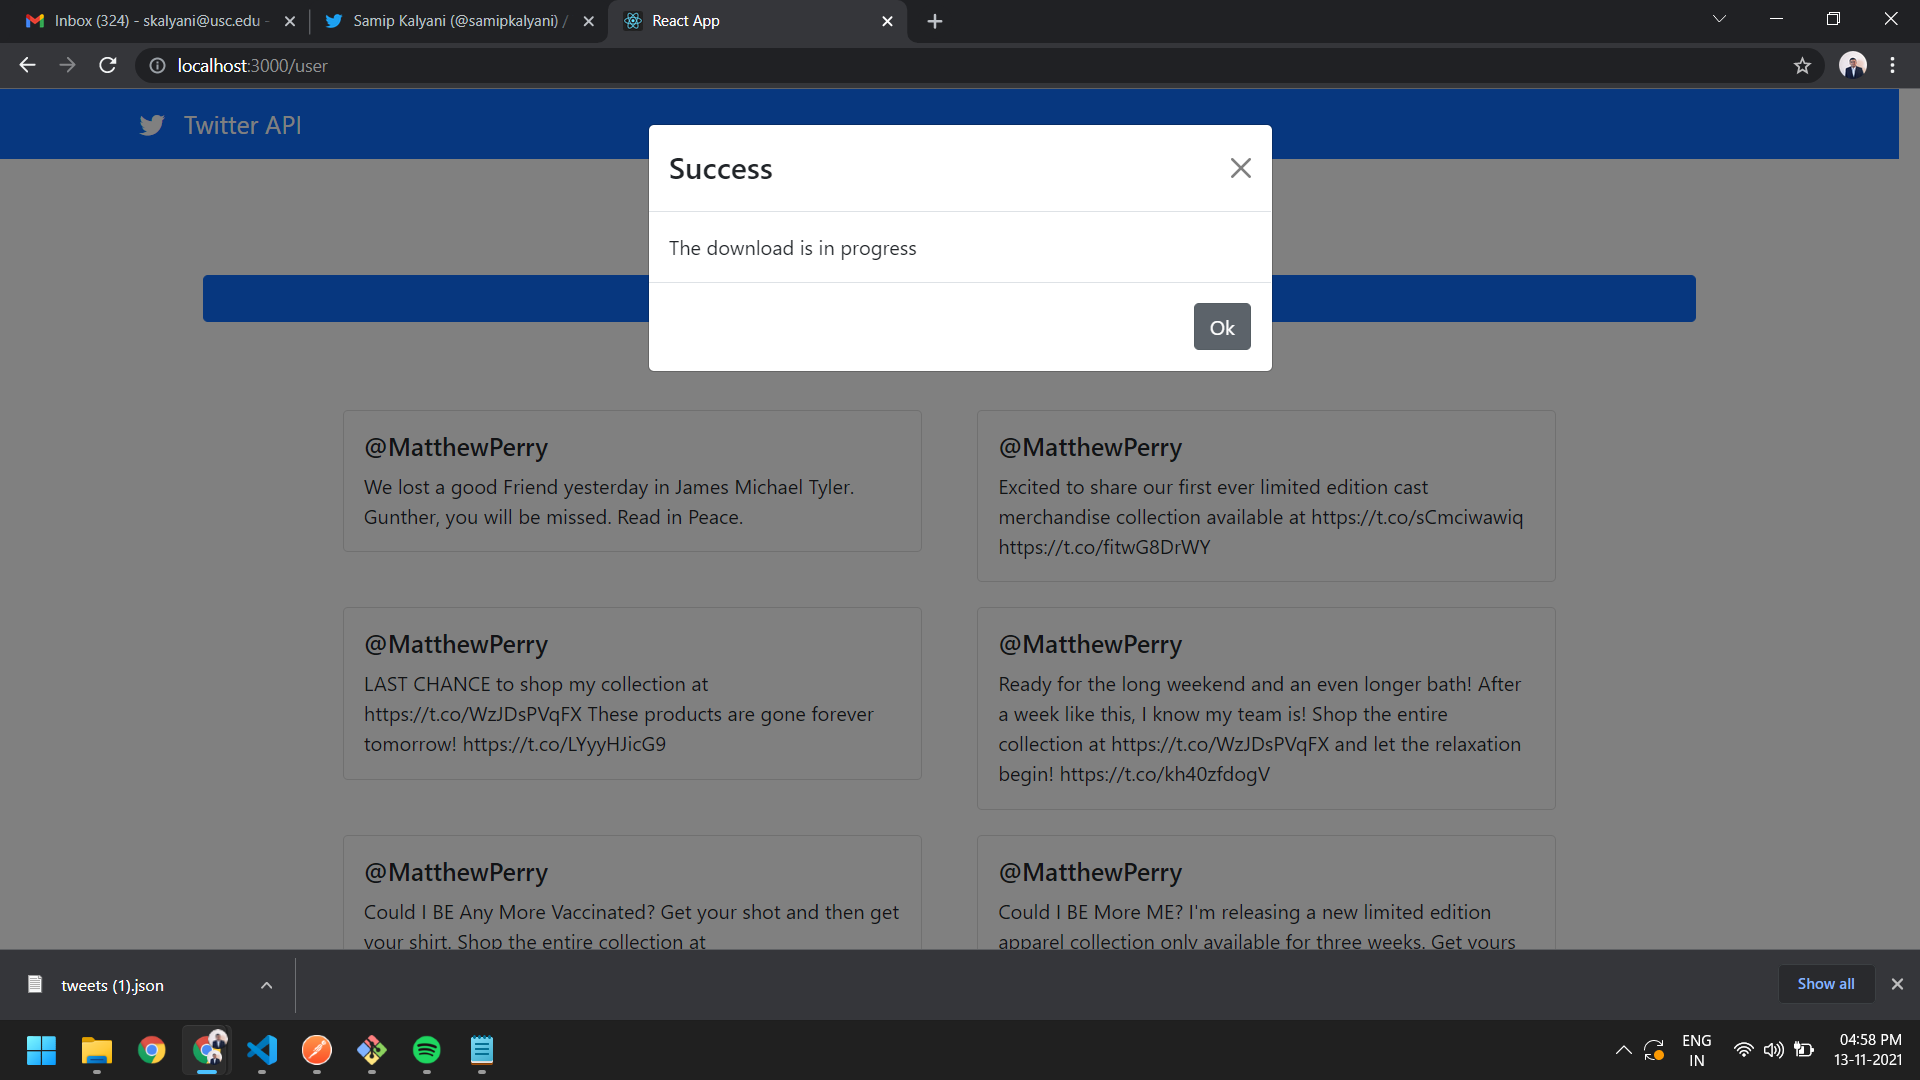 Inbox (324) - skalyani@usc.edu -
Samip Kalyani (@samipkalyani) /
React App
localhost:3000/user
Twitter API
Success
The download is in progress
Ok
@MatthewPerry
We lost a good Friend yesterday in James Michael Tyler.
Gunther, you will be missed. Read in Peace.
@MatthewPerry
Excited to share our first ever limited edition cast
merchandise collection available at https://t.co/sCmciwawiq
https://t.co/fitwG8DrWY
@MatthewPerry
LAST CHANCE to shop my collection at
https://t.co/WzJDsPVqFX These products are gone forever
tomorrow! https://t.co/LYyyHJicG9
@MatthewPerry
Ready for the long weekend and an even longer bath! After
a week like this, I know my team is! Shop the entire
collection at https://t.co/WzJDsPVqFX and let the relaxation
begin! https://t.co/kh40zfdogV
@MatthewPerry
Could I BE Any More Vaccinated? Get your shot and then get
your shirt. Shop the entire collection at
@MatthewPerry
Could I BE More ME? I'm releasing a new limited edition
apparel collection only available for three weeks. Get yours
tweets (1).json
Show all
ENG
IN
04:58 PM
13-11-2021